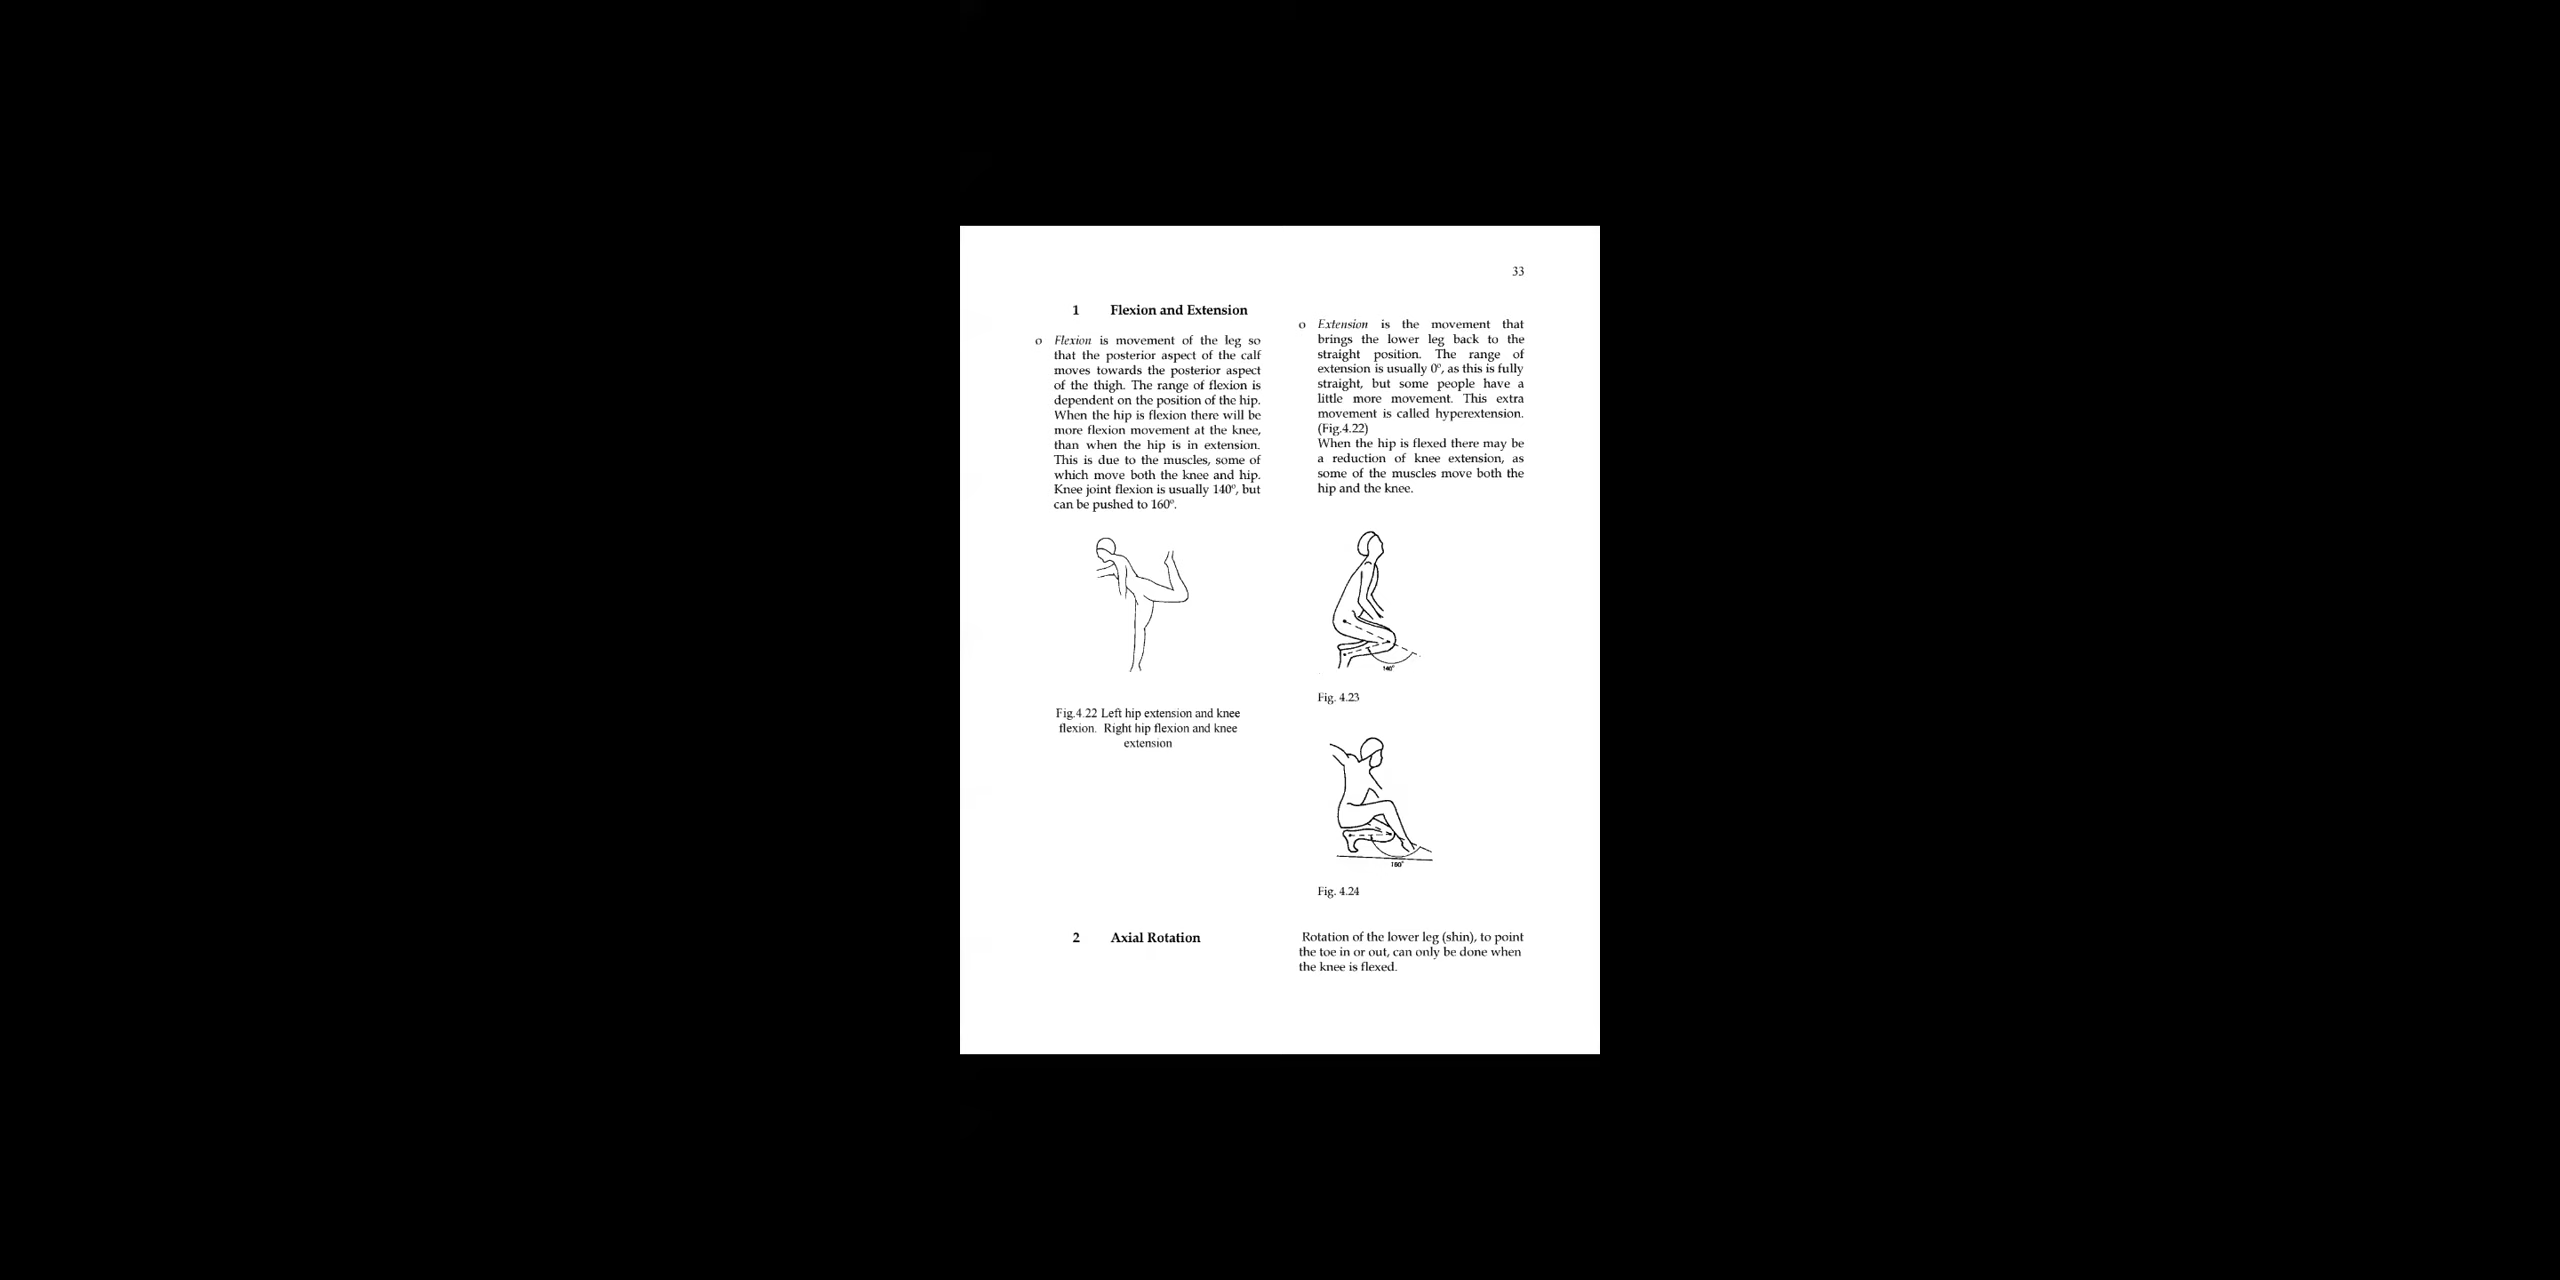 33
1 Flexion and Extension
o Flexion is movement of the leg so
that the posterior aspect of the calf
moves towards the posterior aspect
of the thigh. The range of flexion is
dependent on the position of the hip.
When the hip is flexion there will be
more flexion movement at the knee,
than when the hip is in extension.
This is due to the muscles, some of
which move both the knee and hip.
Knee joint flexion is usually 140º, but
can be pushed to 160º.
Fig.4.22 Left hip extension and knee
flexion. Right hip flexion and knee
extension
o Extension is the movement that
brings the lower leg back to the
straight position. The range of
extension is usually 0º, as this is fully
straight, but some people have a
little more movement. This extra
movement is called hyperextension.
(Fig.4.22)
When the hip is flexed there may be
a reduction of knee extension, as
some of the muscles move both the
hip and the knee.
140°
Fig. 4.23
160°
Fig. 4.24
2 Axial Rotation
Rotation of the lower leg (shin), to point
the toe in or out, can only be done when
the knee is flexed.